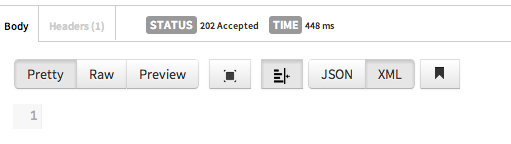 Body Headers (1) STATUS 202 Accepted TIME 448 ms
Pretty Raw Preview JSON XML
1